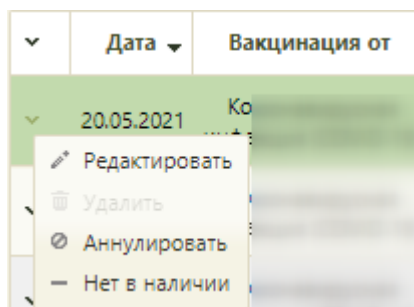 Дата Вакцинация от
20.05.2021
Редактировать
Удалить
Аннулировать
Нет в наличии